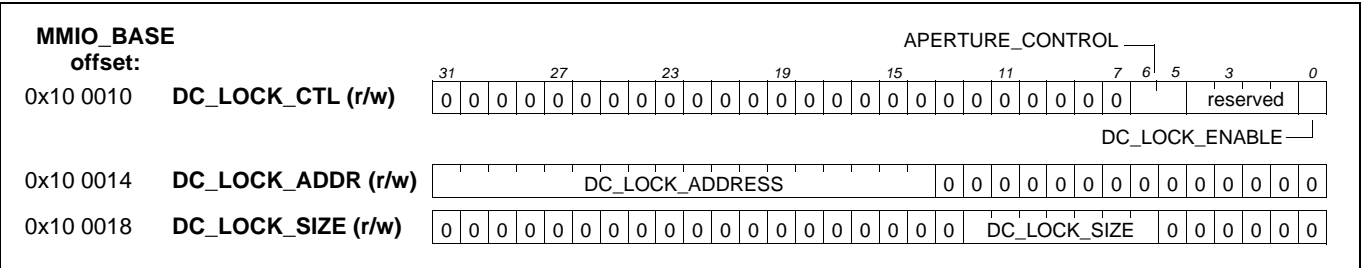 MMIO_BASE
offset:
APERTURE_CONTROL
31 27 23 19 15 11 7 6 5 3 0
0x10 0010 DC_LOCK_CTL (r/w) 0 0 0 0 0 0 0 0 0 0 0 0 0 0 0 0 0 0 0 0 0 0 0 0 0 reserved
DC_LOCK_ENABLE
0x10 0014 DC_LOCK_ADDR (r/w) DC_LOCK_ADDRESS 0 0 0 0 0 0 0 0 0 0 0 0 0 0
0x10 0018 DC_LOCK_SIZE (r/w) 0 0 0 0 0 0 0 0 0 0 0 0 0 0 0 0 0 0 0 DC_LOCK_SIZE 0 0 0 0 0 0